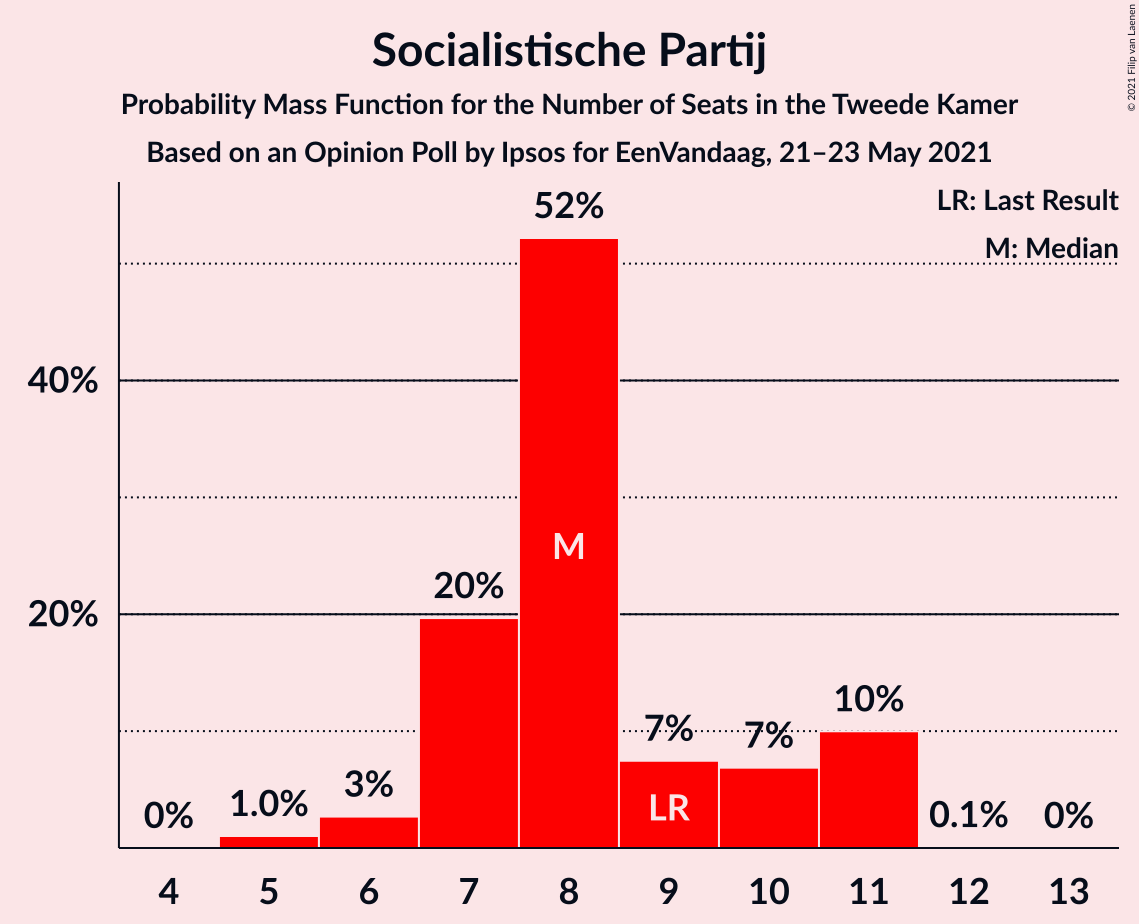 Socialistische Partij
Probability Mass Function for the Number of Seats in the Tweede Kamer
Based on an Opinion Poll by Ipsos for EenVandaag, 21–23 May 2021
© 2021 Filip van Laenen
LR: Last Result
M: Median
52%
40%
M
20%
20%
10%
7%
7%
3%
LR
1.0%
0%
0.1%
0%
4 5 6 7 8 9 10 11 12 13